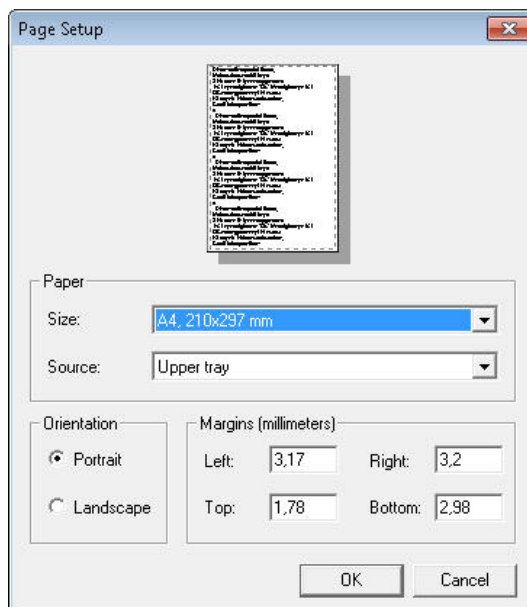 Page Setup
Paper
Size: A4, 210x297 mm
Source: Upper tray
Orientation
Portrait
Landscape
Margins (millimeters)
Left: 3,17 Right: 3,2
Top: 1,78 Bottom: 2,98
OK Cancel